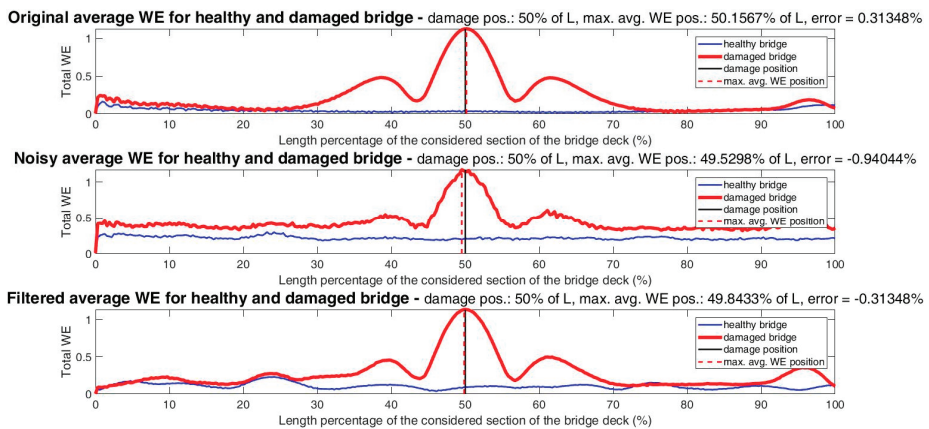 Original average WE for healthy and damaged bridge - damage pos.: 50% of L, max. avg. WE pos.: 50.1567% of L, error = 0.31348%
Total WE
1
0.5
0
healthy bridge
damaged bridge
damage position
max. avg. WE position
0 10 20 30 40 50 60 70 80 90 100
Length percentage of the considered section of the bridge deck (%)
Noisy average WE for healthy and damaged bridge - damage pos.: 50% of L, max. avg. WE pos.: 49.5298% of L, error = -0.94044%
Total WE
1
0.5
0
healthy bridge
damaged bridge
damage position
max. avg. WE position
0 10 20 30 40 50 60 70 80 90 100
Length percentage of the considered section of the bridge deck (%)
Filtered average WE for healthy and damaged bridge - damage pos.: 50% of L, max. avg. WE pos.: 49.8433% of L, error = -0.31348%
Total WE
1
0.5
0
healthy bridge
damaged bridge
damage position
max. avg. WE position
0 10 20 30 40 50 60 70 80 90 100
Length percentage of the considered section of the bridge deck (%)